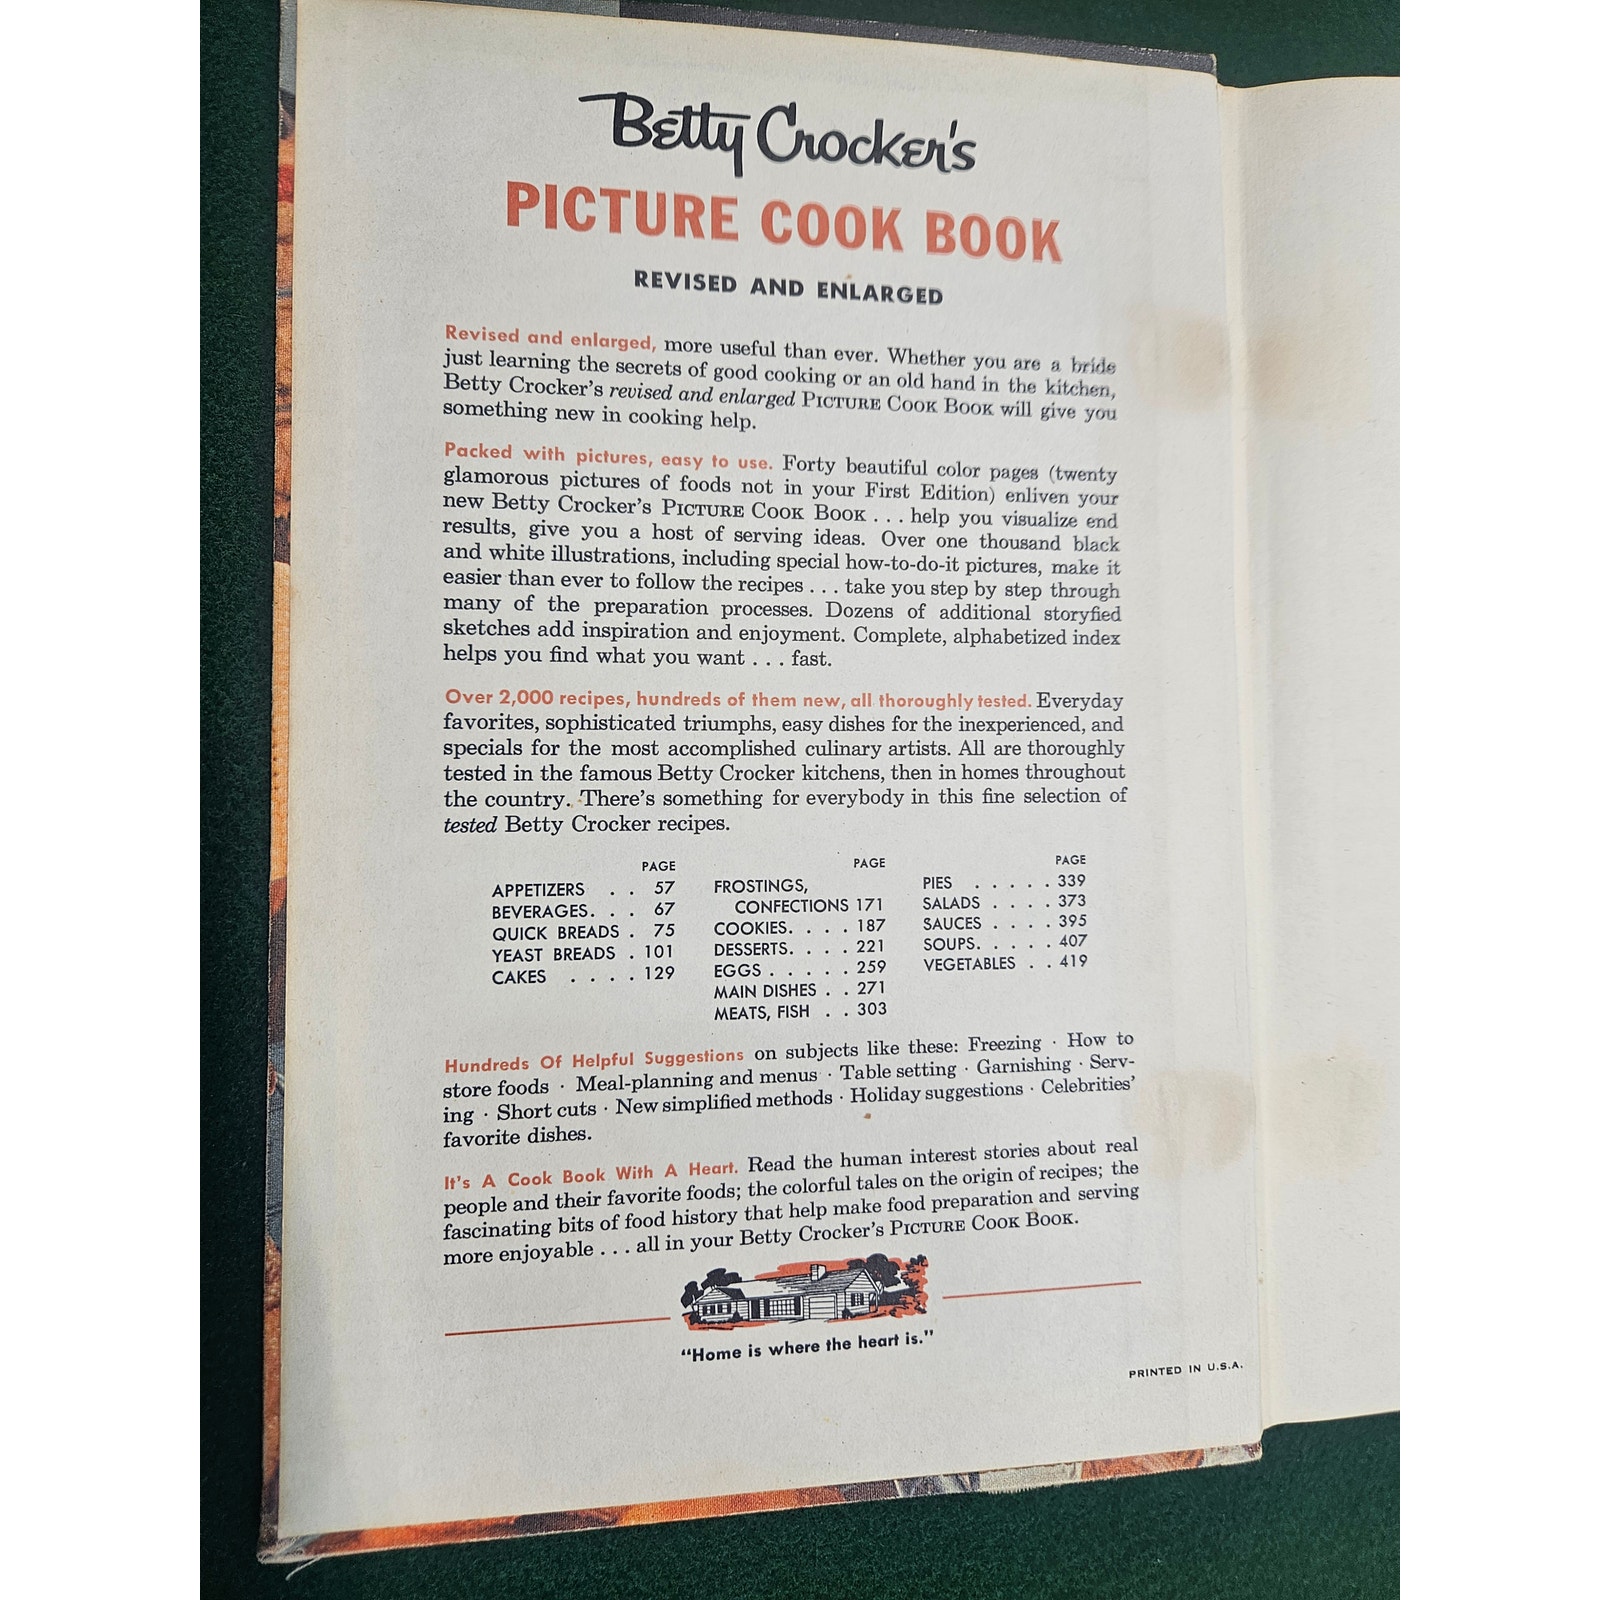 Betty Crocker's
PICTURE COOK BOOK
REVISED AND ENLARGED
Revised and enlarged, more useful than ever. Whether you are a bride
just learning the secrets of good cooking or an old hand in the kitchen,
Betty Crocker's revised and enlarged PICTURE COOK BOOK will give you
something new in cooking help.
Packed with pictures, easy to use. Forty beautiful color pages (twenty
glamorous pictures of foods not in your First Edition) enliven your
new Betty Crocker's PICTURE COOK BOOK . . . help you visualize end
results, give you a host of serving ideas. Over one thousand black
and white illustrations, including special how-to-do-it pictures, make it
easier than ever to follow the recipes . . . take you step by step through
many of the preparation processes. Dozens of additional storyfied
sketches add inspiration and enjoyment. Complete, alphabetized index
helps you find what you want . . . fast.
Over 2,000 recipes, hundreds of them new, all thoroughly tested. Everyday
favorites, sophisticated triumphs, easy dishes for the inexperienced, and
specials for the most accomplished culinary artists. All are thoroughly
tested in the famous Betty Crocker kitchens, then in homes throughout
the country. There's something for everybody in this fine selection of
tested Betty Crocker recipes.
PAGE
APPETIZERS . . 57
BEVERAGES. . . 67
QUICK BREADS . 75
YEAST BREADS . 101
CAKES . . . . 129
PAGE
FROSTINGS,
CONFECTIONS 171
COOKIES. . . . 187
DESSERTS. . . . 221
EGGS . . . . . 259
MAIN DISHES . . 271
MEATS, FISH . . 303
PAGE
PIES . . . . . 339
SALADS . . . . 373
SAUCES . . . . 395
SOUPS. . . . . 407
VEGETABLES . . 419
Hundreds Of Helpful Suggestions on subjects like these: Freezing · How to
store foods · Meal-planning and menus · Table setting · Garnishing · Serv-
ing · Short cuts · New simplified methods · Holiday suggestions · Celebrities'
favorite dishes.
It's A Cook Book With A Heart. Read the human interest stories about real
people and their favorite foods; the colorful tales on the origin of recipes; the
fascinating bits of food history that help make food preparation and serving
more enjoyable . . . all in your Betty Crocker's PICTURE COOK BOOK.
"Home is where the heart is."
PRINTED IN U.S.A.